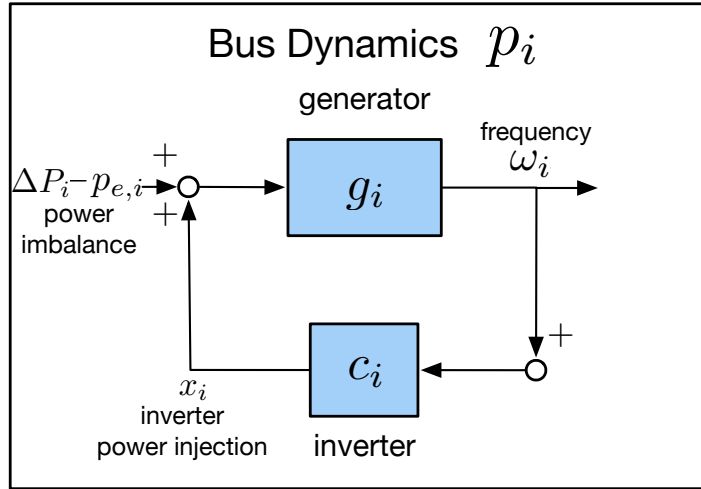 Bus Dynamics p_i
generator
frequency
ω_i
+
ΔP_i−p_{e,i}
g_i
+
power
imbalance
+
c_i
x_i
inverter
power injection
inverter